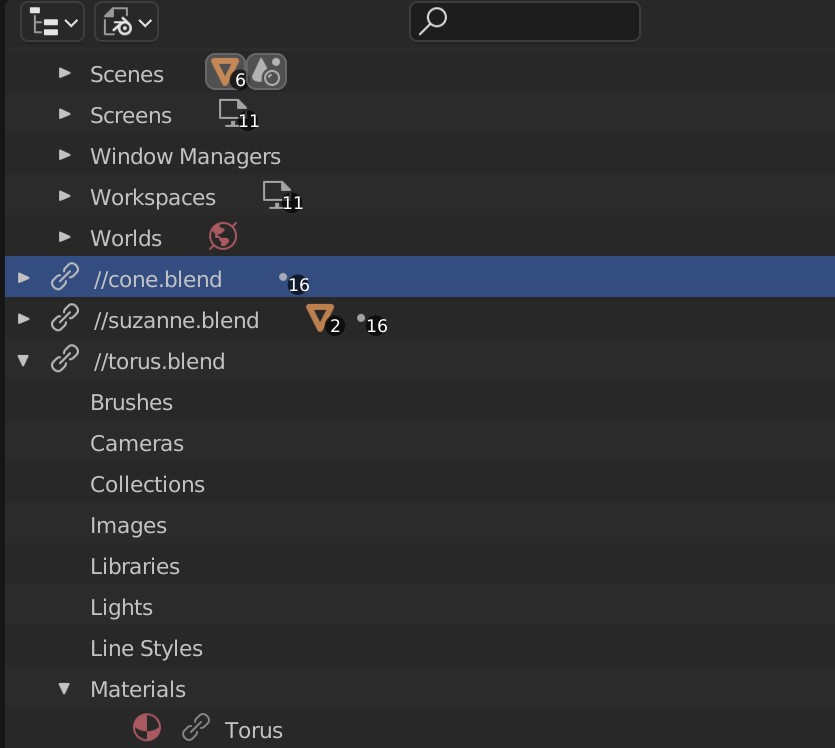 Scenes 6
Screens 11
Window Managers
Workspaces 11
Worlds
//cone.blend 16
//suzanne.blend 2 16
//torus.blend
Brushes
Cameras
Collections
Images
Libraries
Lights
Line Styles
Materials
Torus